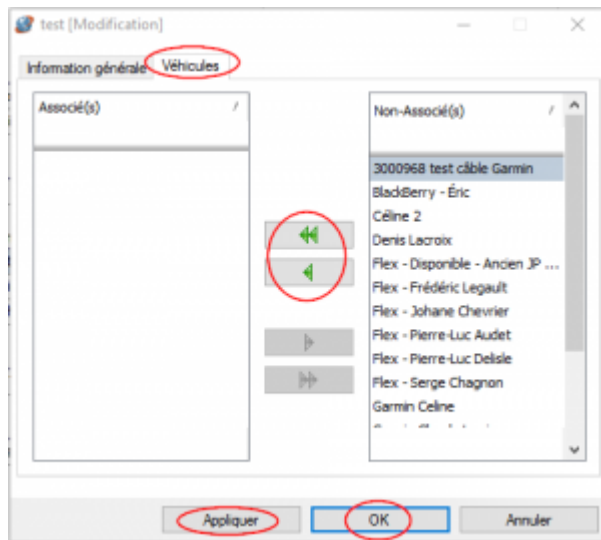 test [Modification]
Information générale
Véhicules
Associé(s)
Non-Associé(s)
3000968 test câble Garmin
BlackBerry - Éric
Céline 2
Denis Lacroix
Flex - Disponible - Ancien JP ...
Flex - Frédéric Legault
Flex - Johane Chevrier
Flex - Pierre-Luc Audet
Flex - Pierre-Luc Delisle
Flex - Serge Chagnon
Garmin Celine
Appliquer
OK
Annuler